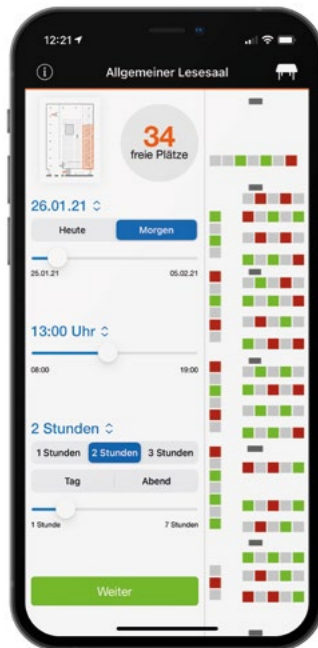 12:21
Allgemeiner Lesesaal
34
freie Plätze
26.01.21
Heute Morgen
25.01.21 05.02.21
13:00 Uhr
08:00 19:00
2 Stunden
1 Stunden 2 Stunden 3 Stunden
Tag Abend
1 Stunde 7 Stunden
Weiter